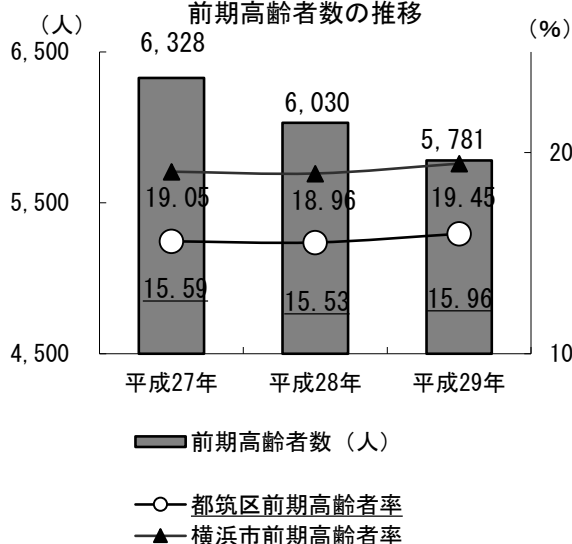 前期高齢者数の推移
（人）
（%）
6,500
6,328
6,030
5,781
20
19.05
18.96
19.45
5,500
15.59
15.53
15.96
4,500
10
平成27年
平成28年
平成29年
前期高齢者数（人）
都筑区前期高齢者率
横浜市前期高齢者率